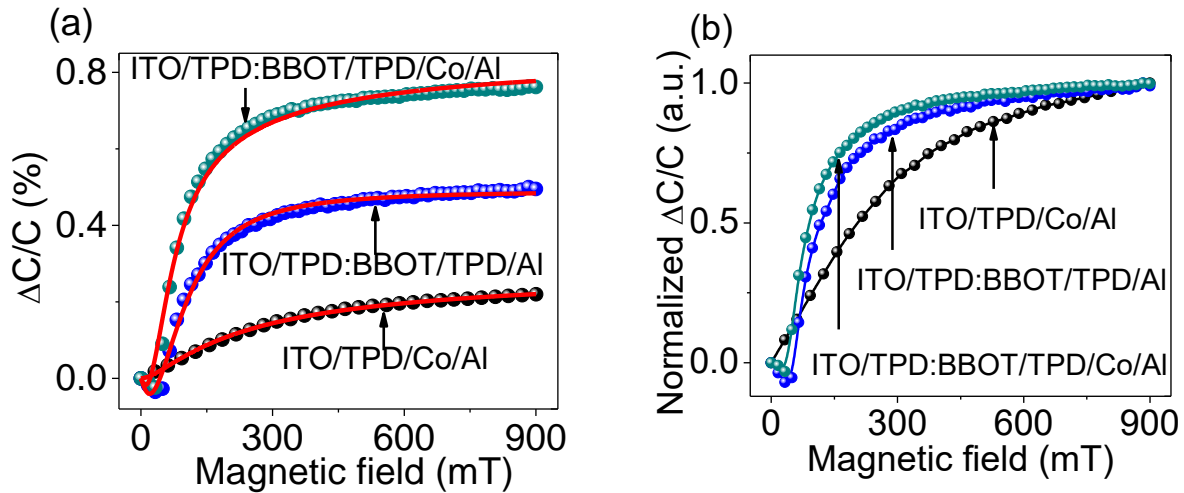 (a)
ΔC/C (%)
0.8
0.4
0.0
ITO/TPD:BBOT/TPD/Co/Al
ITO/TPD:BBOT/TPD/Al
ITO/TPD/Co/Al
0 300 600 900
Magnetic field (mT)
(b)
Normalized ΔC/C (a.u.)
1.0
0.5
0.0
ITO/TPD/Co/Al
ITO/TPD:BBOT/TPD/Al
ITO/TPD:BBOT/TPD/Co/Al
0 300 600 900
Magnetic field (mT)